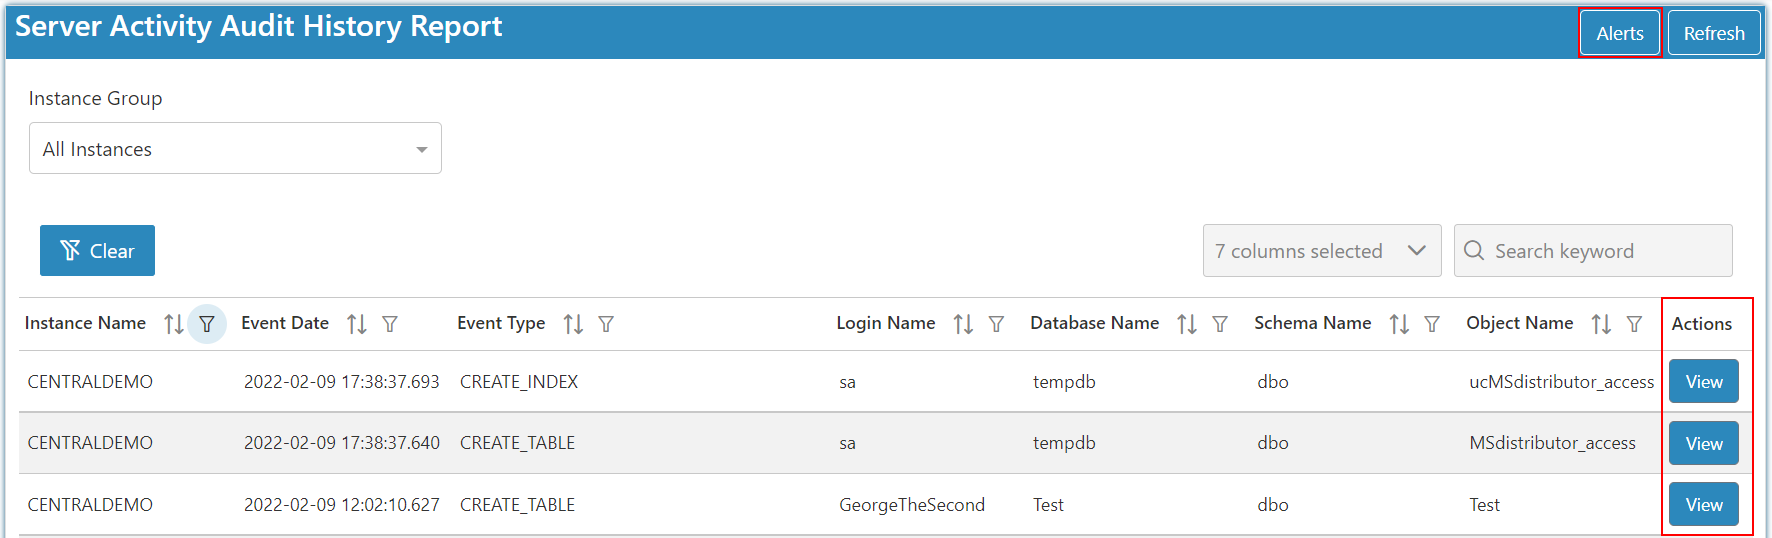 Server Activity Audit History Report Alerts Refresh
Instance Group
All Instances
Clear 7 columns selected Search keyword
Instance Name Event Date Event Type Login Name Database Name Schema Name Object Name Actions
CENTRALDEMO 2022-02-09 17:38:37.693 CREATE_INDEX sa tempdb dbo ucMSdistributor_access View
CENTRALDEMO 2022-02-09 17:38:37.640 CREATE_TABLE sa tempdb dbo MSdistributor_access View
CENTRALDEMO 2022-02-09 12:02:10.627 CREATE_TABLE GeorgeTheSecond Test dbo Test View